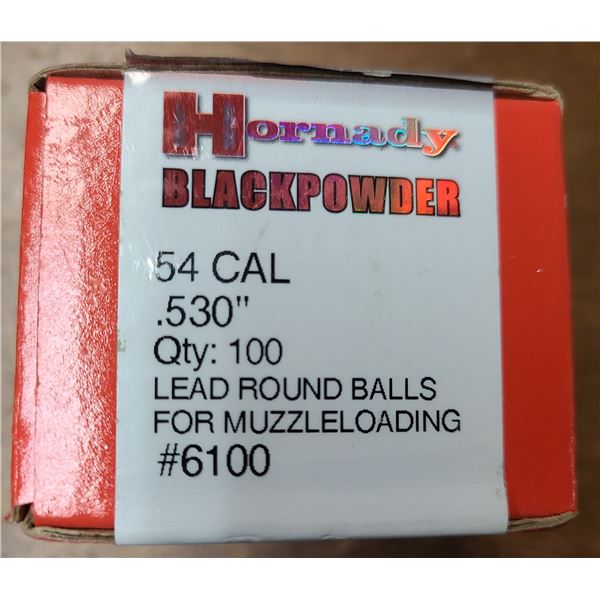 Hornady
BLACKPOWDER
54 CAL
.530"
Qty: 100
LEAD ROUND BALLS
FOR MUZZLELOADING
#6100